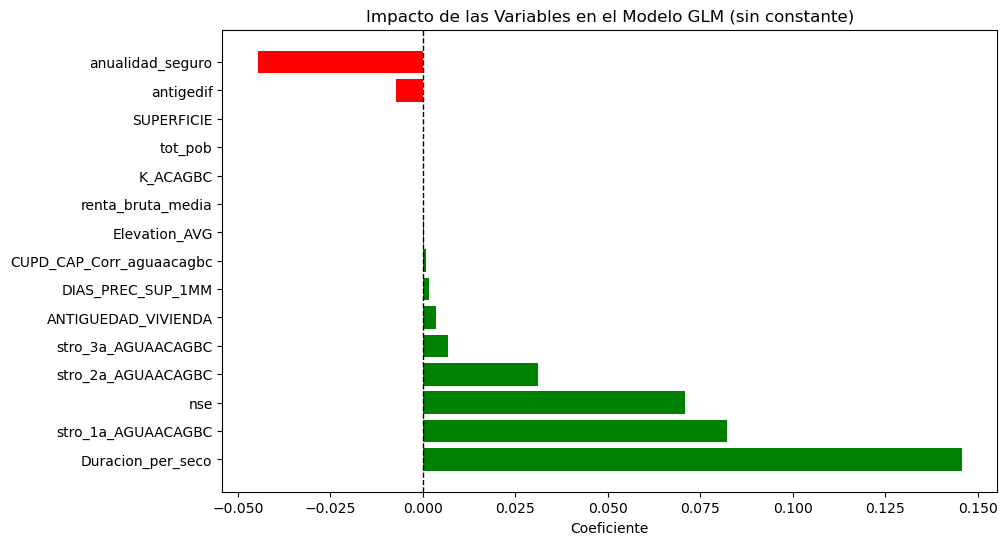 Impacto de las Variables en el Modelo GLM (sin constante)
anualidad_seguro
antigedif
SUPERFICIE
tot_pob
K_ACAGBC
renta_bruta_media
Elevation_AVG
CUPD_CAP_Corr_aguaacagbc
DIAS_PREC_SUP_1MM
ANTIGUEDAD_VIVIENDA
stro_3a_AGUAACAGBC
stro_2a_AGUAACAGBC
nse
stro_1a_AGUAACAGBC
Duracion_per_seco
−0.050 −0.025 0.000 0.025 0.050 0.075 0.100 0.125 0.150
Coeficiente